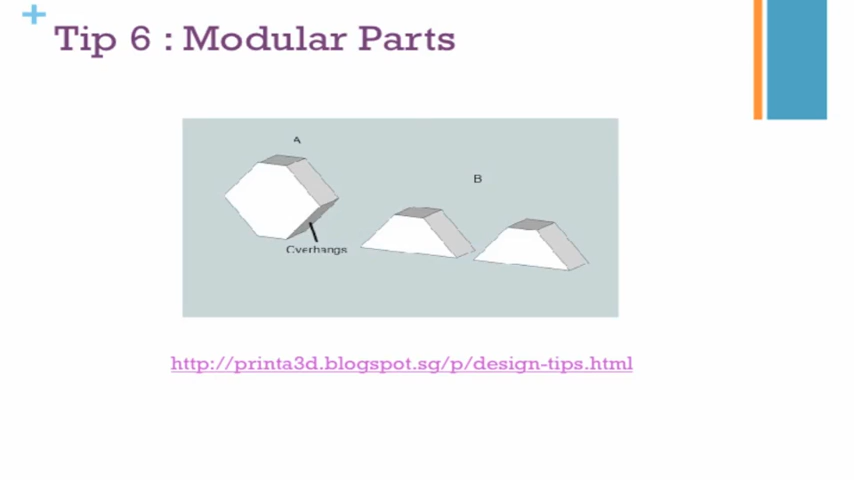 +
Tip 6 : Modular Parts
A
B
Overhangs
http://printa3d.blogspot.sg/p/design-tips.html